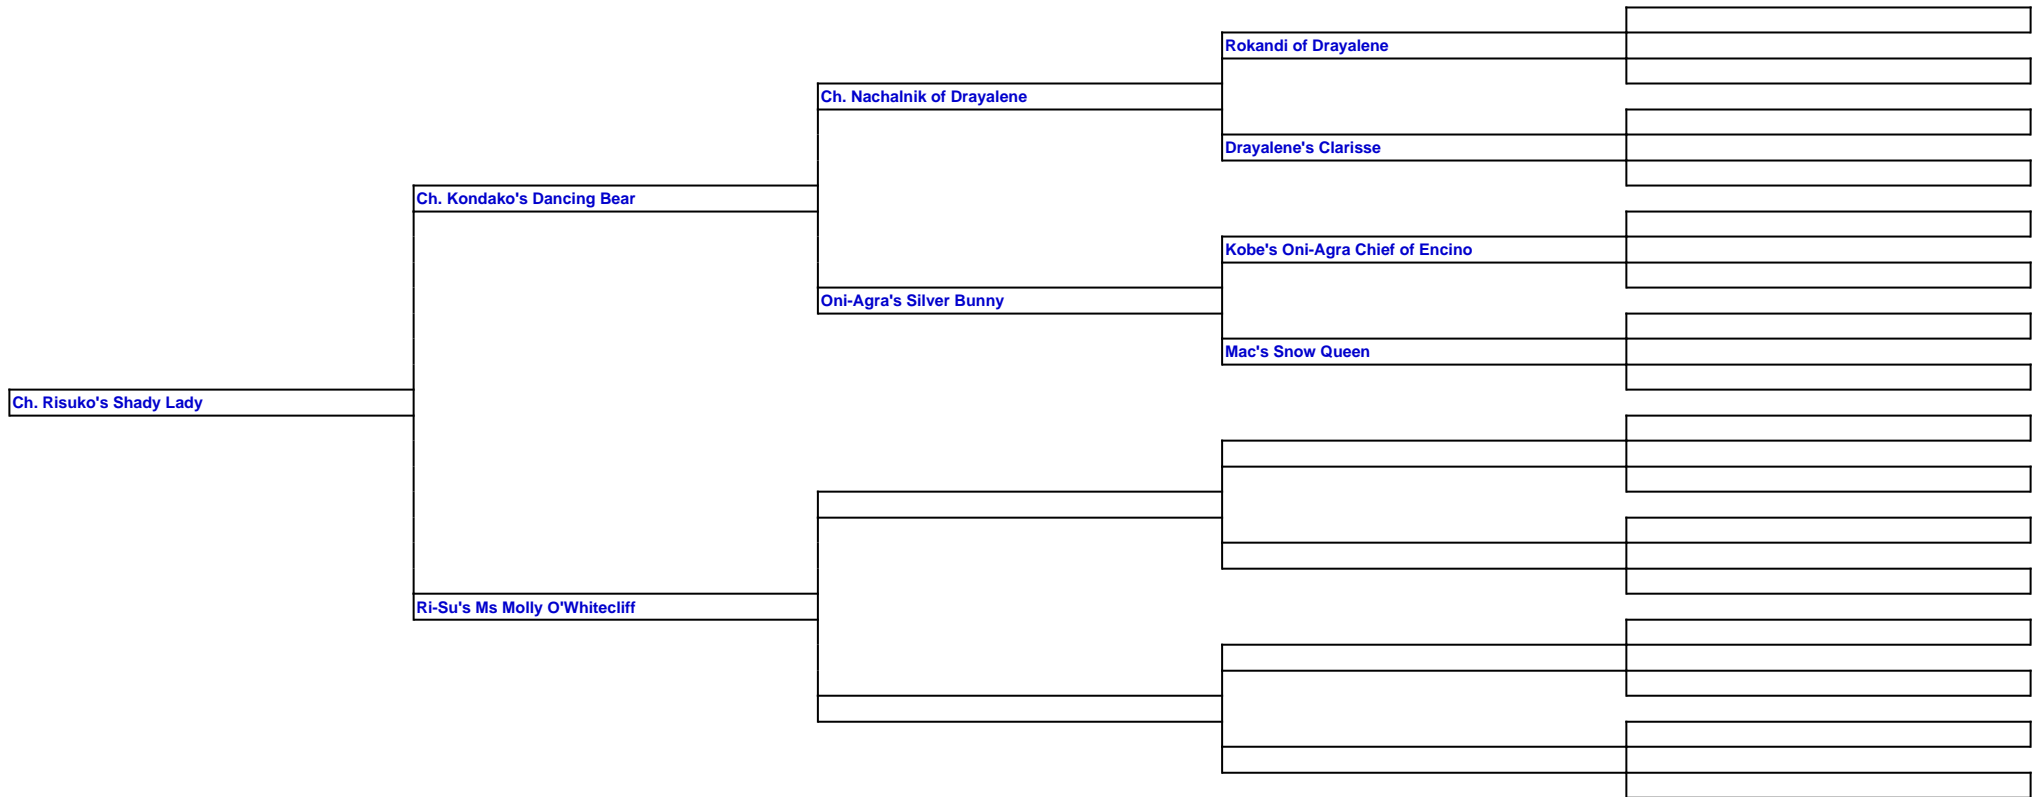 Rokandi of Drayalene
Ch. Nachalnik of Drayalene
Drayalene's Clarisse
Ch. Kondako's Dancing Bear
Kobe's Oni-Agra Chief of Encino
Oni-Agra's Silver Bunny
Mac's Snow Queen
Ch. Risuko's Shady Lady
Ri-Su's Ms Molly O'Whitecliff